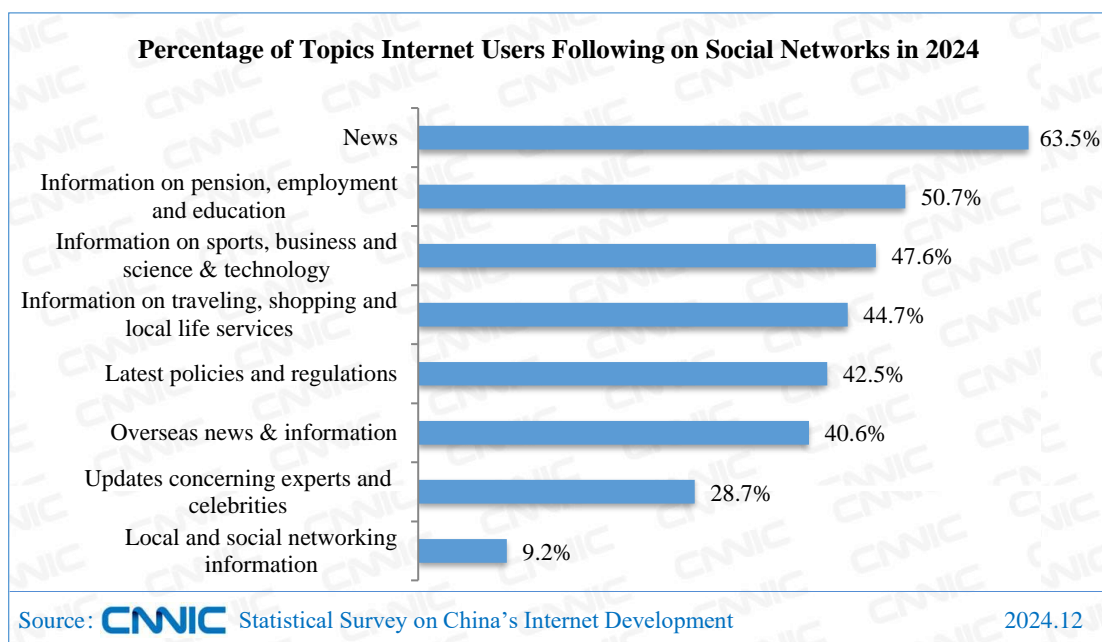 Percentage of Topics Internet Users Following on Social Networks in 2024
News
63.5%
Information on pension, employment
and education
50.7%
Information on sports, business and
science & technology
47.6%
Information on traveling, shopping and
local life services
44.7%
Latest policies and regulations
42.5%
Overseas news & information
40.6%
Updates concerning experts and
celebrities
28.7%
Local and social networking
information
9.2%
Source: CNNIC Statistical Survey on China's Internet Development 2024.12